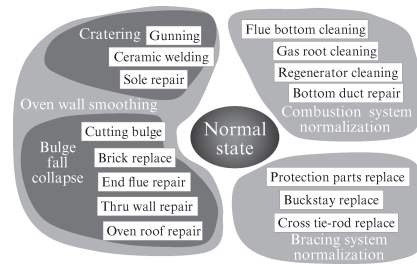 Cratering
Gunning
Ceramic welding
Sole repair
Oven wall smoothing
Bulge
fall
collapse
Cutting bulge
Brick replace
End flue repair
Thru wall repair
Oven roof repair
Normal
state
Flue bottom cleaning
Gas root cleaning
Regenerator cleaning
Bottom duct repair
Combustion system
normalization
Protection parts replace
Buckstay replace
Cross tie-rod replace
Bracing system
normalization